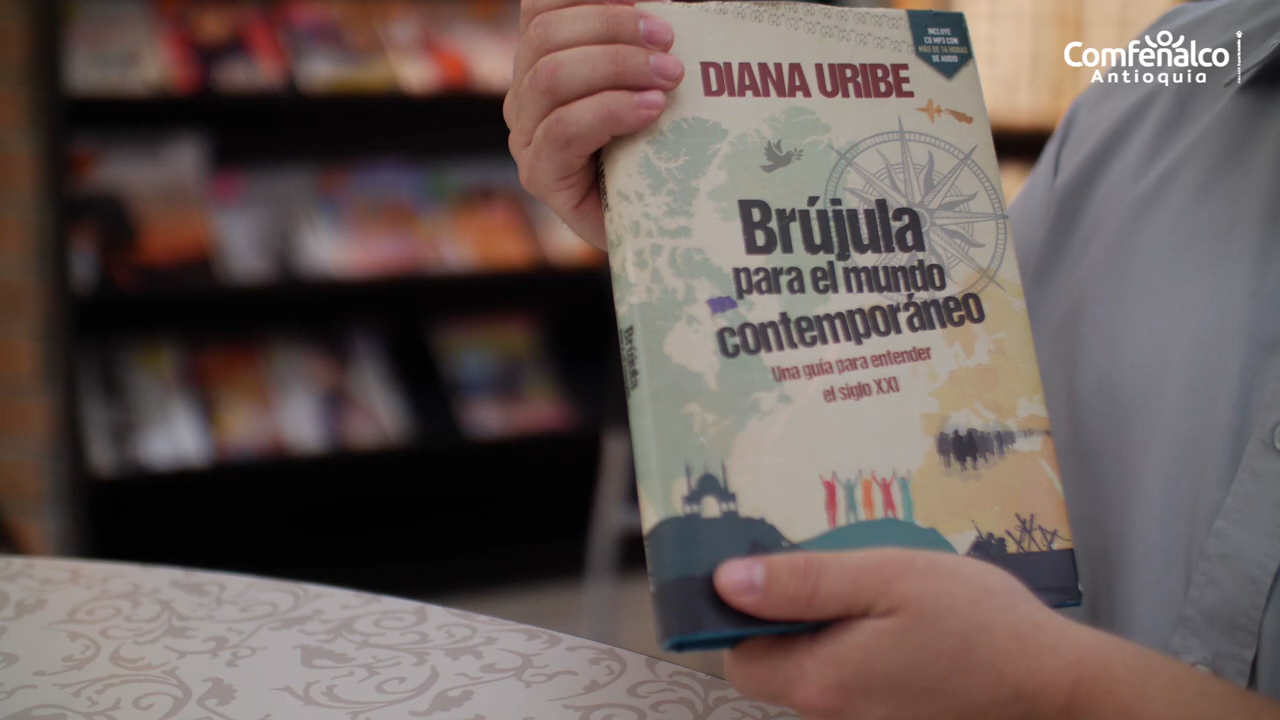 Comfenalco
Antioquia
INCLUYE
CD MP3 CON
MÁS DE 14 HORAS
DE AUDIO
DIANA URIBE
Brújula
para el mundo
contemporáneo
Una guía para entender
el siglo XXI
Brújula